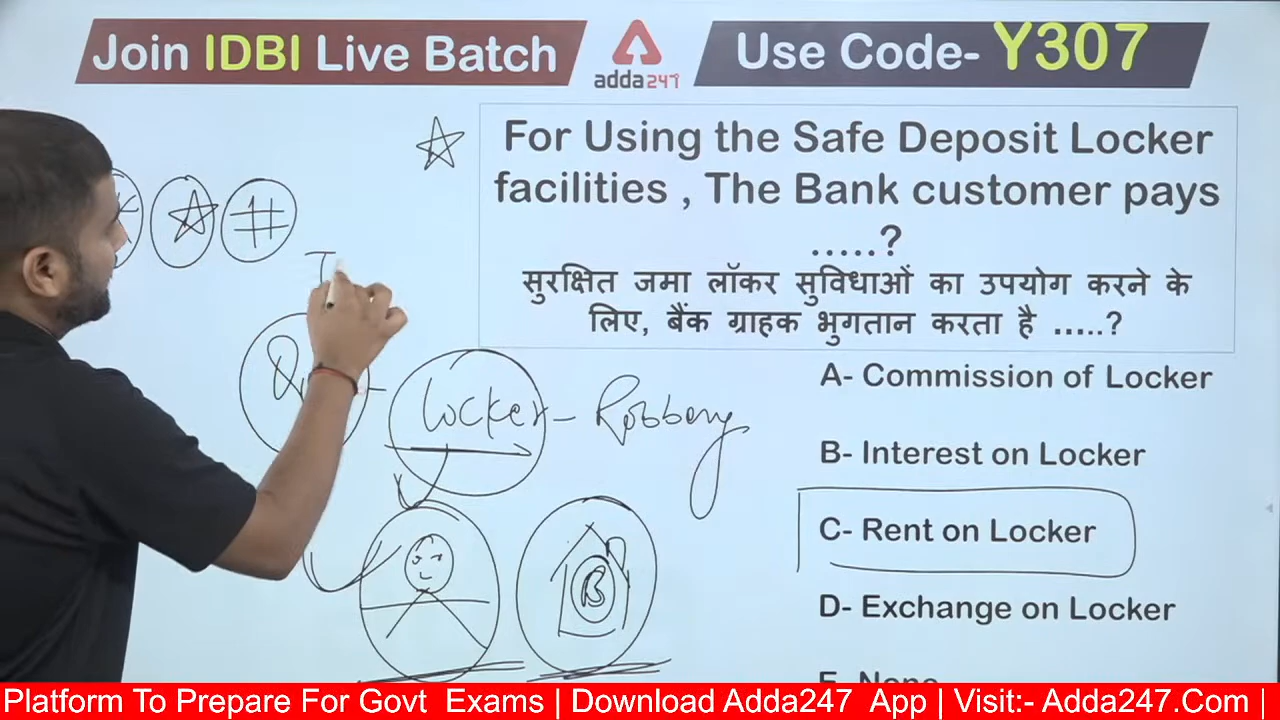 Join IDBI Live Batch
adda247
Use Code- Y307
For Using the Safe Deposit Locker
facilities , The Bank customer pays
.....?
सुरक्षित जमा लॉकर सुविधाओं का उपयोग करने के
लिए, बैंक ग्राहक भुगतान करता है .....?
A- Commission of Locker
B- Interest on Locker
C- Rent on Locker
D- Exchange on Locker
E- None
#
Locker - Robbery
B
Platform To Prepare For Govt Exams | Download Adda247 App | Visit:- Adda247.Com |